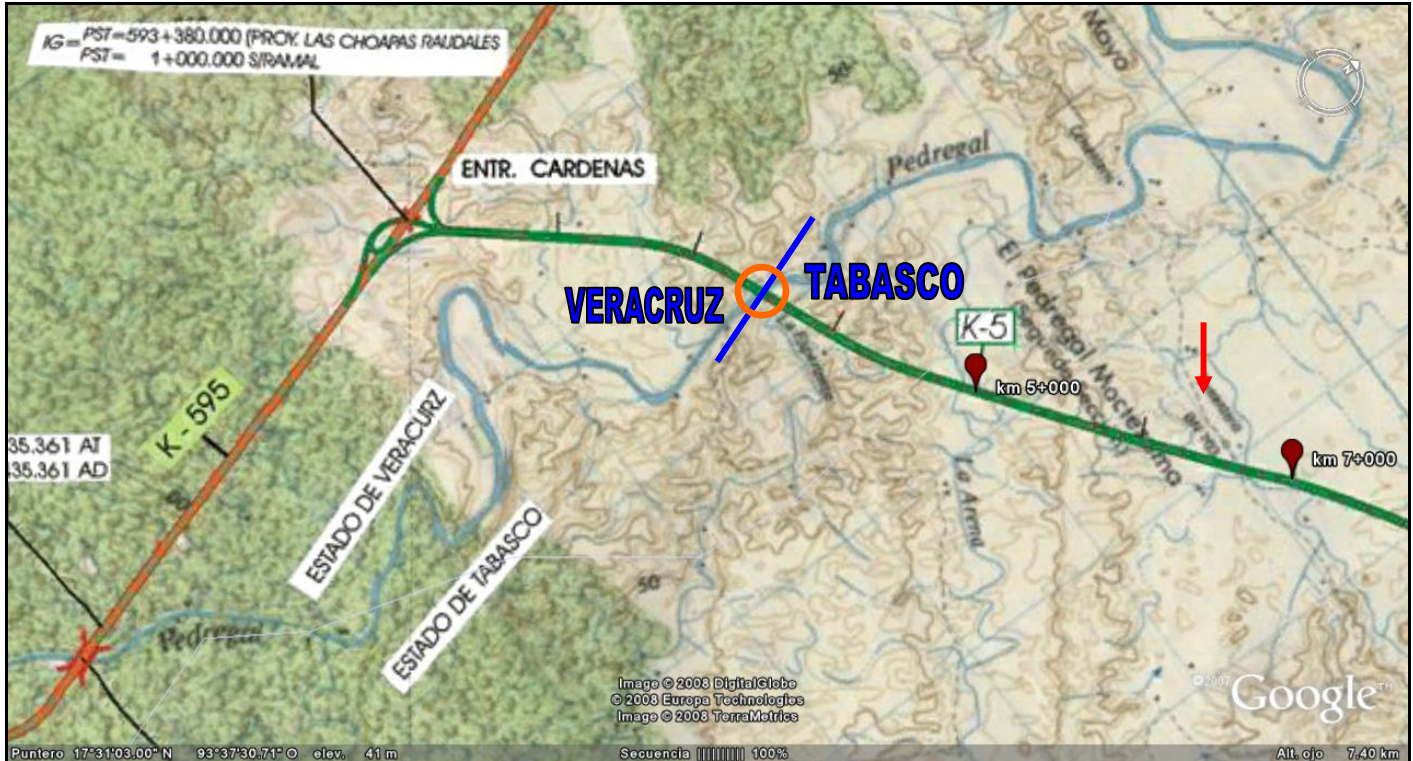 IG= PST=593+380.000 (PROY. LAS CHOAPAS RAUDALES
PST= 1+000.000 S/RAMAL
50
Mayo
N
ENTR. CARDENAS
Pedregal
VERACRUZ
TABASCO
El Pedregal Moctezuma
K-5
km 5+000
K - 595
35.361 AT
35.361 AD
ESTADO DE VERACURZ
La Arena
km 7+000
ESTADO DE TABASCO
50
Pedregal
Image © 2008 DigitalGlobe
© 2008 Europa Technologies
Image © 2008 TerraMetrics
©2007 Google™
Puntero 17°31'03.00" N 93°37'30.71" O elev. 41 m
Secuencia |||||||||| 100%
Alt. ojo 7.40 km